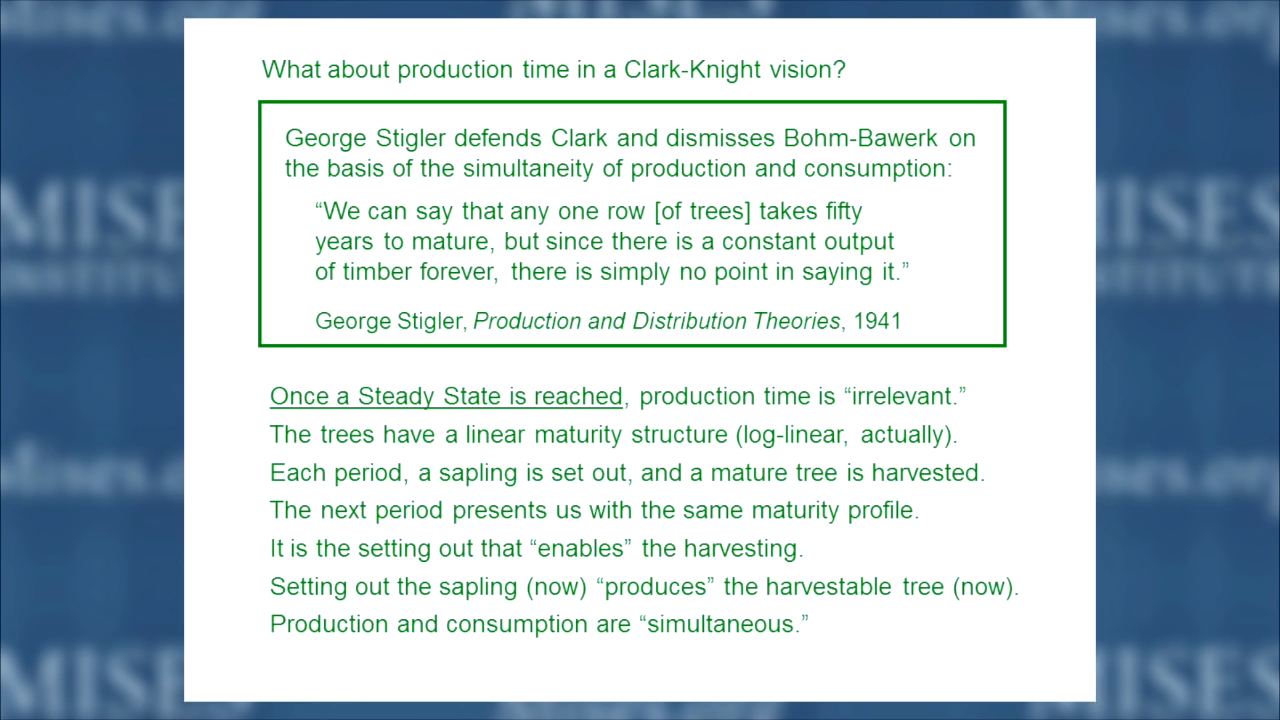 What about production time in a Clark-Knight vision?
George Stigler defends Clark and dismisses Bohm-Bawerk on
the basis of the simultaneity of production and consumption:
“We can say that any one row [of trees] takes fifty
years to mature, but since there is a constant output
of timber forever, there is simply no point in saying it.”
George Stigler, Production and Distribution Theories, 1941
Once a Steady State is reached, production time is “irrelevant.”
The trees have a linear maturity structure (log-linear, actually).
Each period, a sapling is set out, and a mature tree is harvested.
The next period presents us with the same maturity profile.
It is the setting out that “enables” the harvesting.
Setting out the sapling (now) “produces” the harvestable tree (now).
Production and consumption are “simultaneous.”